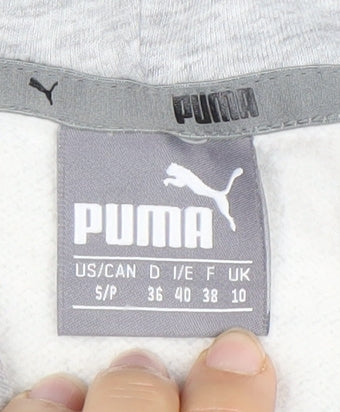 PUMA
PUMA
US/CAN D I/E F UK
S/P 36 40 38 10